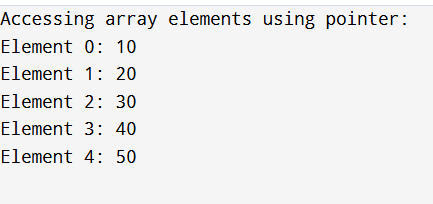 Accessing array elements using pointer:
Element 0: 10
Element 1: 20
Element 2: 30
Element 3: 40
Element 4: 50